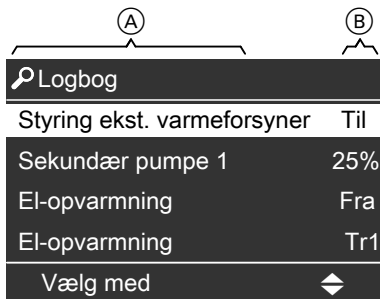 A B
Logbog
Styring ekst. varmeforsyner Til
Sekundær pumpe 1 25%
El-opvarmning Fra
El-opvarmning Tr1
Vælg med